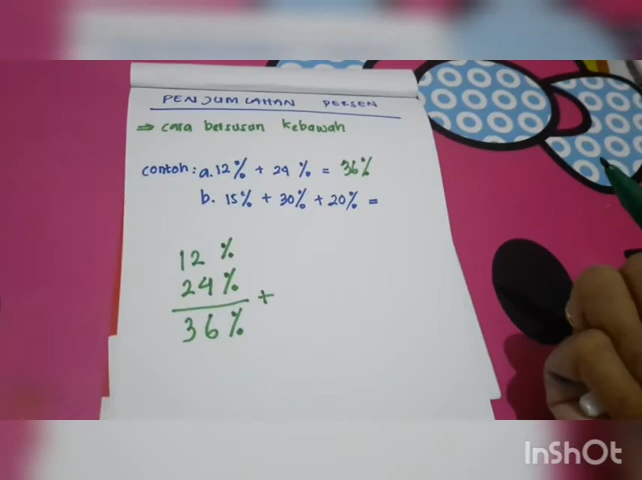 PENJUMLAHAN PERSEN
⇒ cara bersusun kebawah
contoh : a. 12% + 24% = 36%
b. 15% + 30% + 20% =
12%
24% +
36%
InShOt